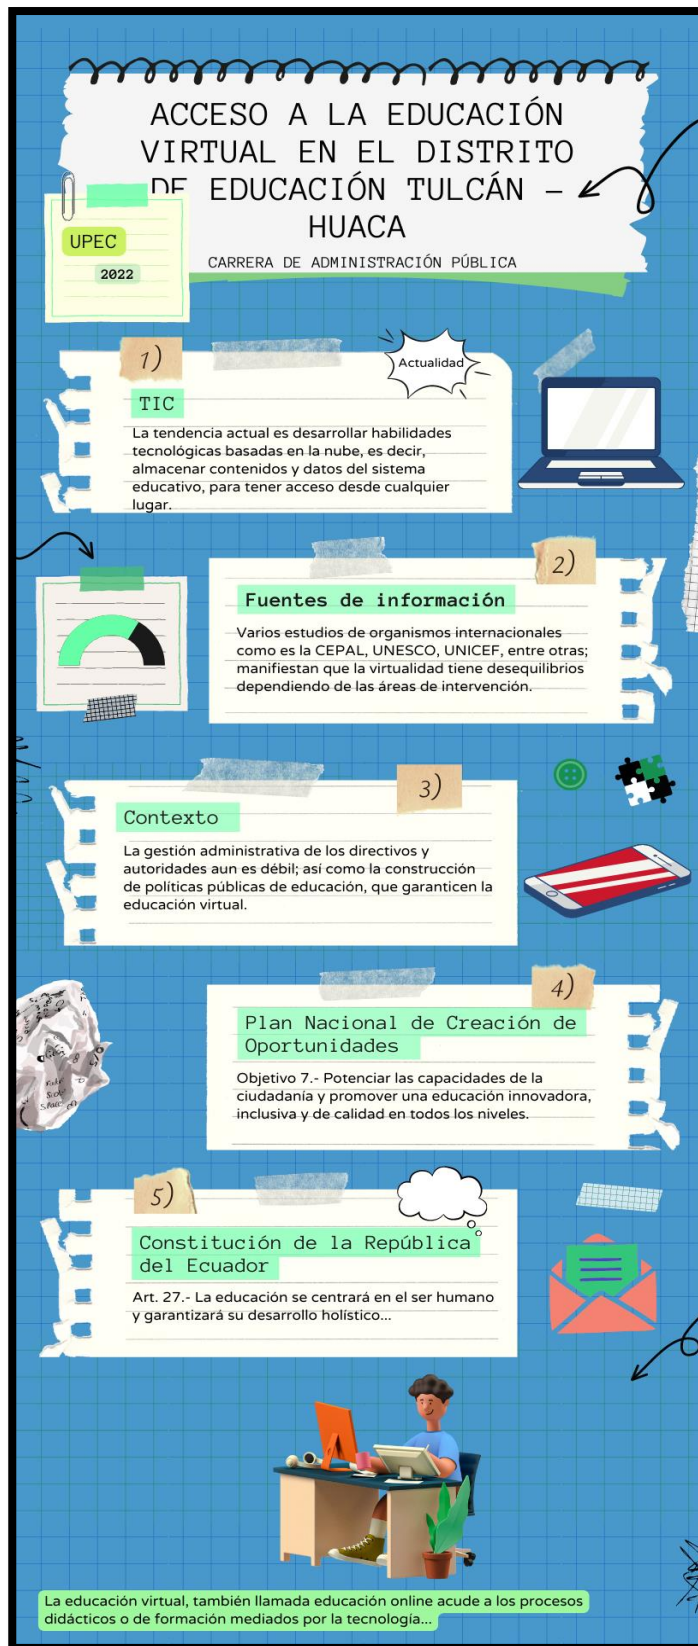 ACCESO A LA EDUCACIÓN
VIRTUAL EN EL DISTRITO
DE EDUCACIÓN TULCÁN –
HUACA
CARRERA DE ADMINISTRACIÓN PÚBLICA
UPEC
2022
1)
Actualidad
TIC
La tendencia actual es desarrollar habilidades
tecnológicas basadas en la nube, es decir,
almacenar contenidos y datos del sistema
educativo, para tener acceso desde cualquier
lugar.
2)
Fuentes de información
Varios estudios de organismos internacionales
como es la CEPAL, UNESCO, UNICEF, entre otras;
manifiestan que la virtualidad tiene desequilibrios
dependiendo de las áreas de intervención.
3)
Contexto
La gestión administrativa de los directivos y
autoridades aun es débil; así como la construcción
de políticas públicas de educación, que garanticen la
educación virtual.
4)
Plan Nacional de Creación de
Oportunidades
Objetivo 7.- Potenciar las capacidades de la
ciudadanía y promover una educación innovadora,
inclusiva y de calidad en todos los niveles.
5)
Constitución de la República
del Ecuador
Art. 27.- La educación se centrará en el ser humano
y garantizará su desarrollo holístico...
La educación virtual, también llamada educación online acude a los procesos
didácticos o de formación mediados por la tecnología...